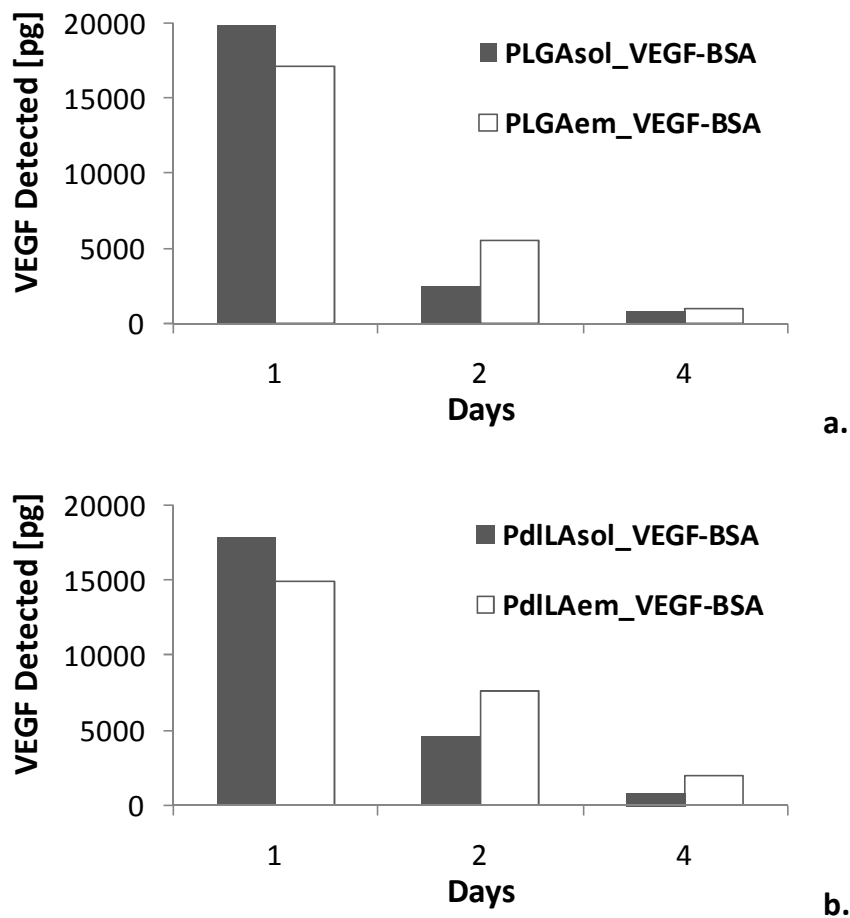 20000
15000
10000
5000
0
VEGF Detected [pg]
PLGAsol_VEGF-BSA
PLGAem_VEGF-BSA
1 2 4
Days
a.
20000
15000
10000
5000
0
VEGF Detected [pg]
PdlLAsol_VEGF-BSA
PdlLAem_VEGF-BSA
1 2 4
Days
b.